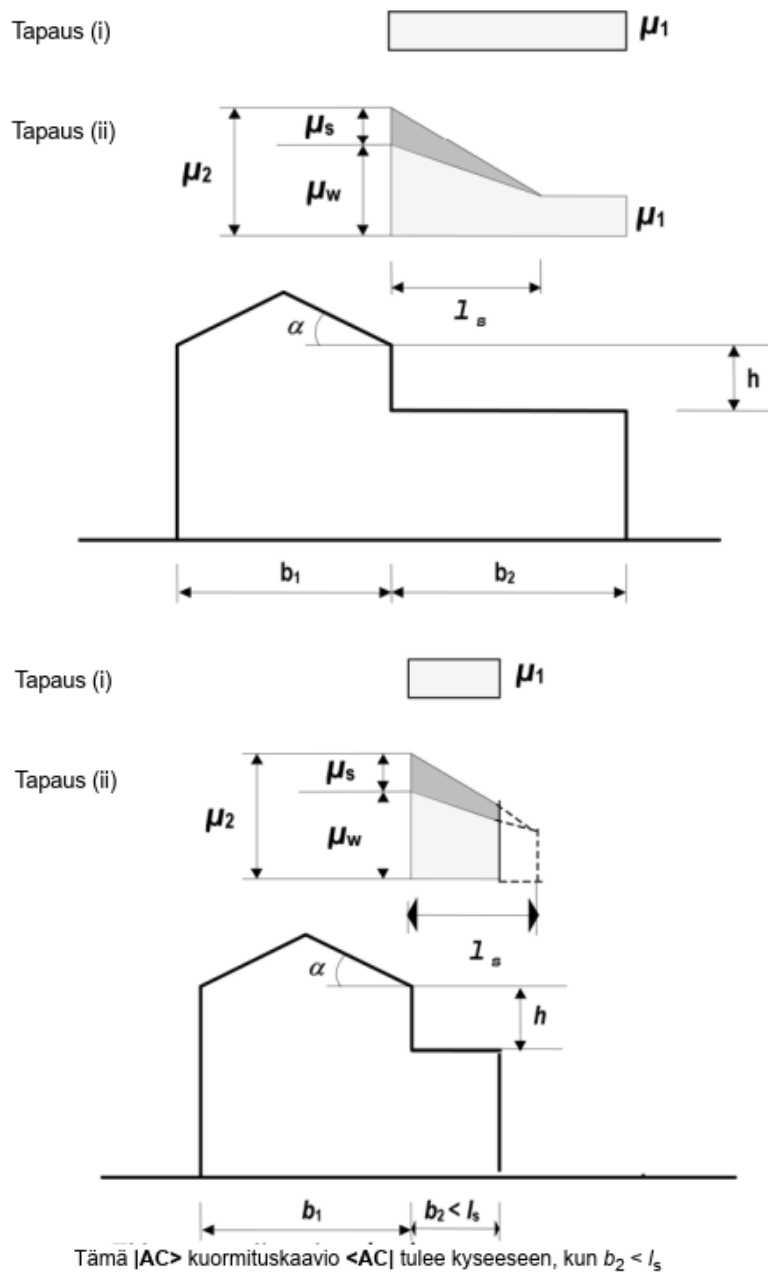 Tapaus (i)
μ1
Tapaus (ii)
μs
μ2
μw
μ1
ls
α
h
b1
b2
Tapaus (i)
μ1
Tapaus (ii)
μs
μ2
μw
ls
α
h
b1
b2 < ls
Tämä |AC> kuormituskaavio <AC| tulee kyseeseen, kun b2 < ls